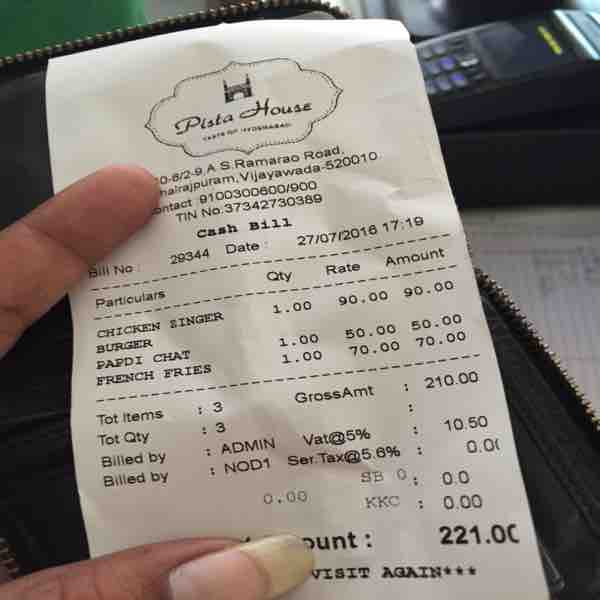 Pista House
TASTE OF HYDERABAD
0-8/2-9,A S.Ramarao Road,
halrajpuram,Vijayawada-520010
ontact 9100300600/900
TIN No.37342730389
Cash Bill
Bill No : 29344 Date : 27/07/2016 17:19
Particulars Qty Rate Amount
CHICKEN ZINGER 1.00 90.00 90.00
BURGER
PAPDI CHAT 1.00 50.00 50.00
FRENCH FRIES 1.00 70.00 70.00
Tot Items : 3 GrossAmt : 210.00
Tot Qty : 3 :
Billed by : ADMIN Vat@5% : 10.50
Billed by : NOD1 Ser.Tax@5.6% : 0.0
SB 0. : 0.0
0.00 KKC : 0.00
ount : 221.00
VISIT AGAIN***